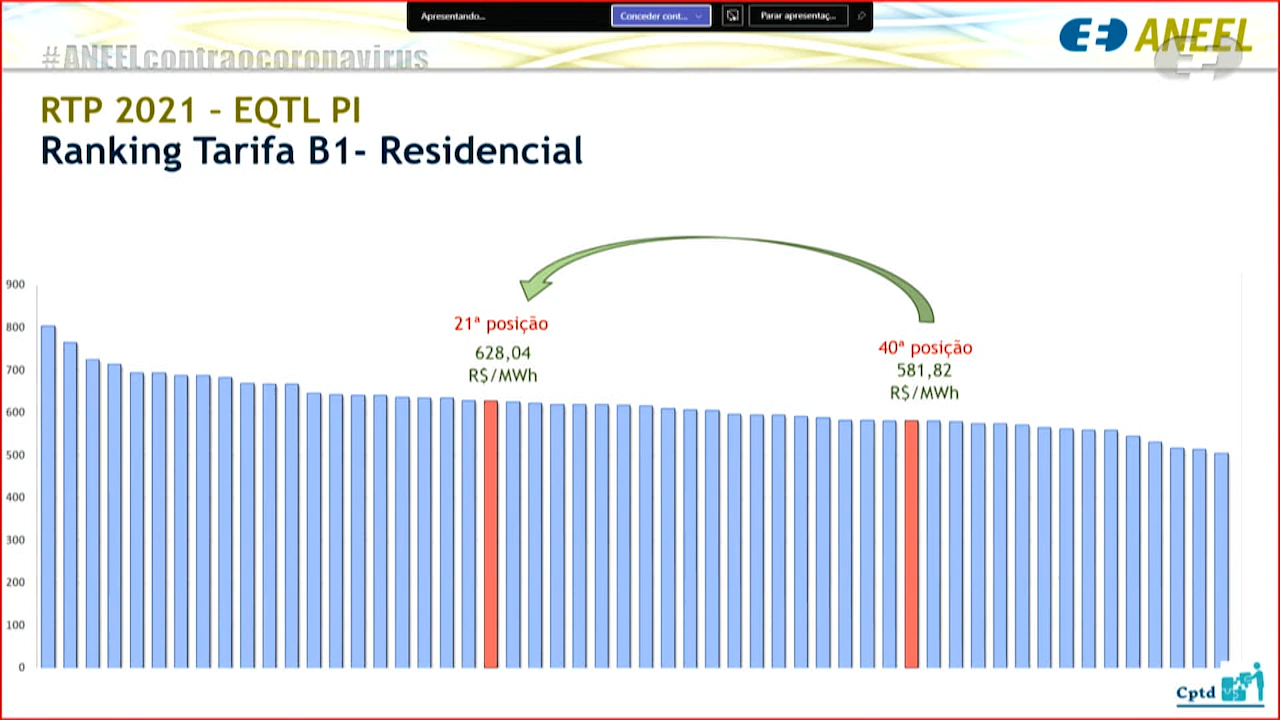 Apresentando...
Conceder cont...
Parar apresentaç...
#ANEELcontraocoronavirus
ANEEL
RTP 2021 – EQTL PI
Ranking Tarifa B1- Residencial
900
800
700
600
500
400
300
200
100
0
21ª posição
628,04
R$/MWh
40ª posição
581,82
R$/MWh
Cptd